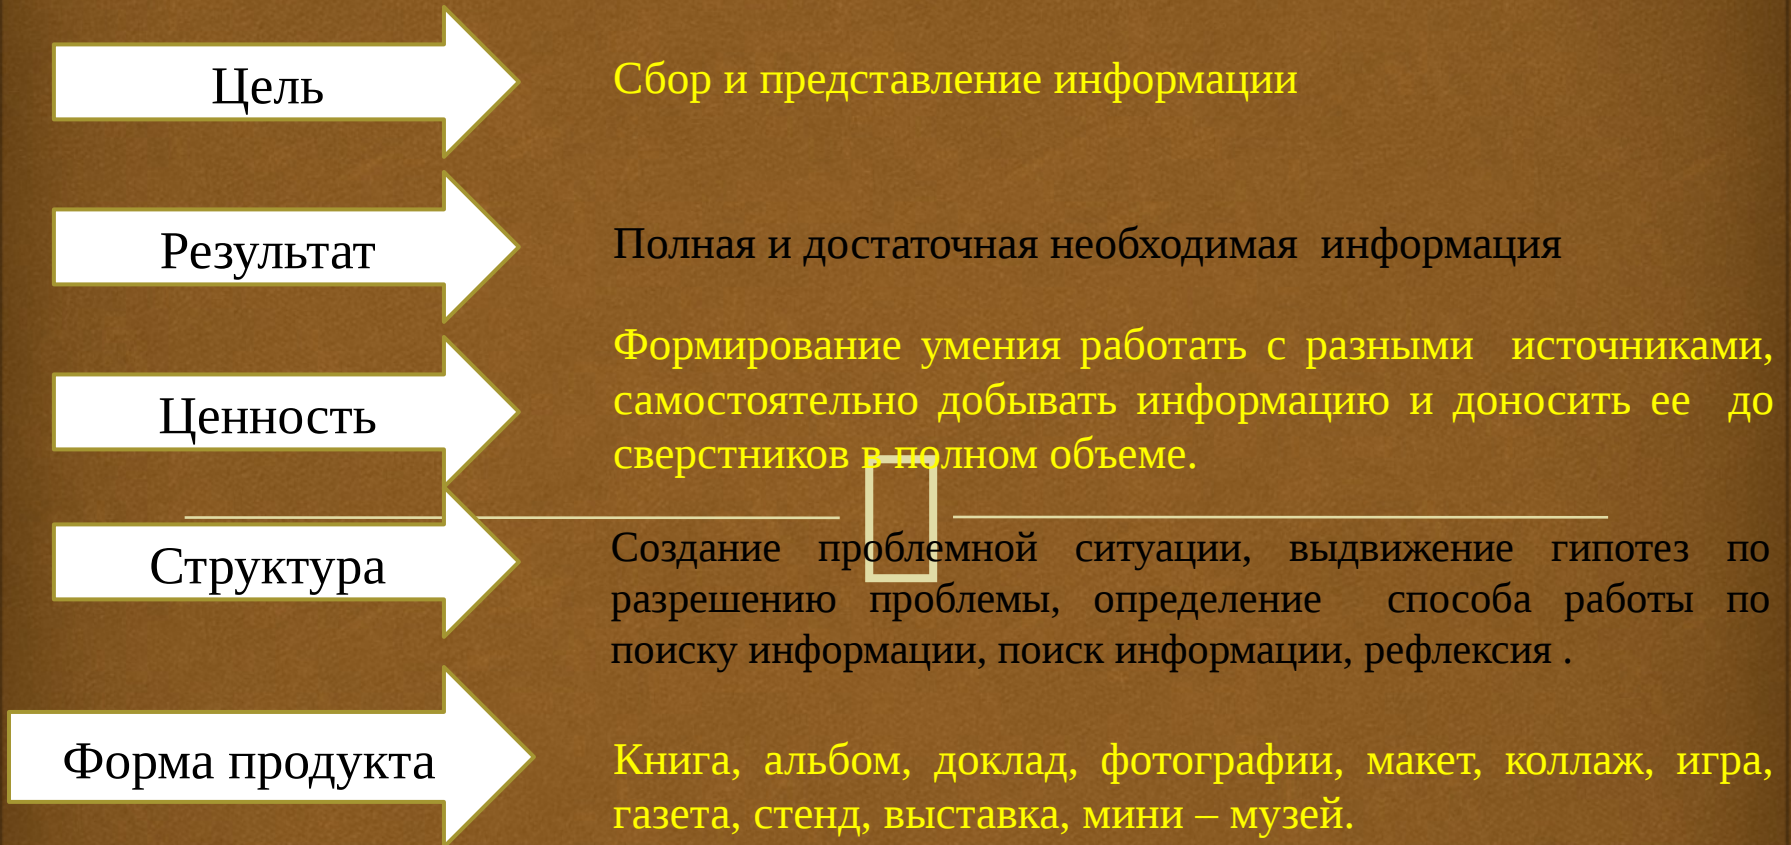 Цель
Сбор и представление информации
Результат
Полная и достаточная необходимая информация
Ценность
Формирование умения работать с разными источниками,
самостоятельно добывать информацию и доносить ее до
сверстников в полном объеме.
Структура
Создание проблемной ситуации, выдвижение гипотез по
разрешению проблемы, определение способа работы по
поиску информации, поиск информации, рефлексия .
Форма продукта
Книга, альбом, доклад, фотографии, макет, коллаж, игра,
газета, стенд, выставка, мини – музей.